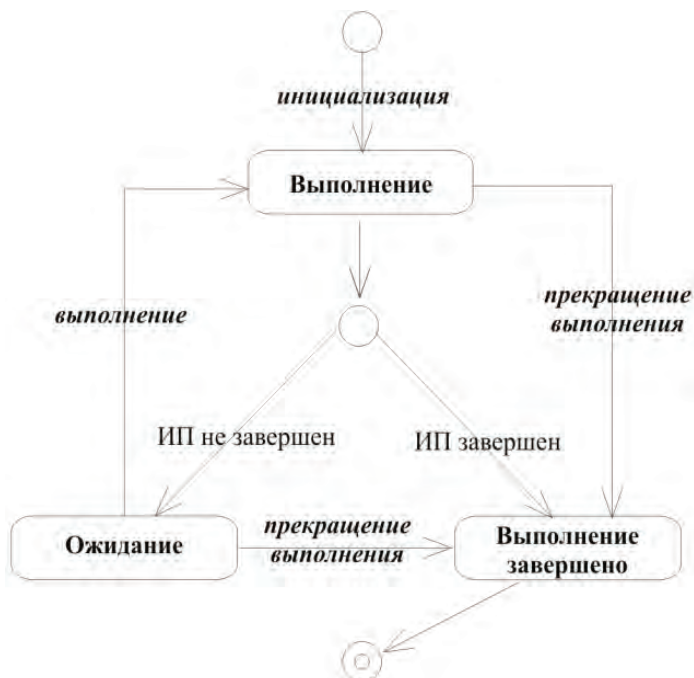 инициализация
Выполнение
прекращение
выполнения
выполнение
ИП не завершен
ИП завершен
Ожидание
прекращение
выполнения
Выполнение
завершено